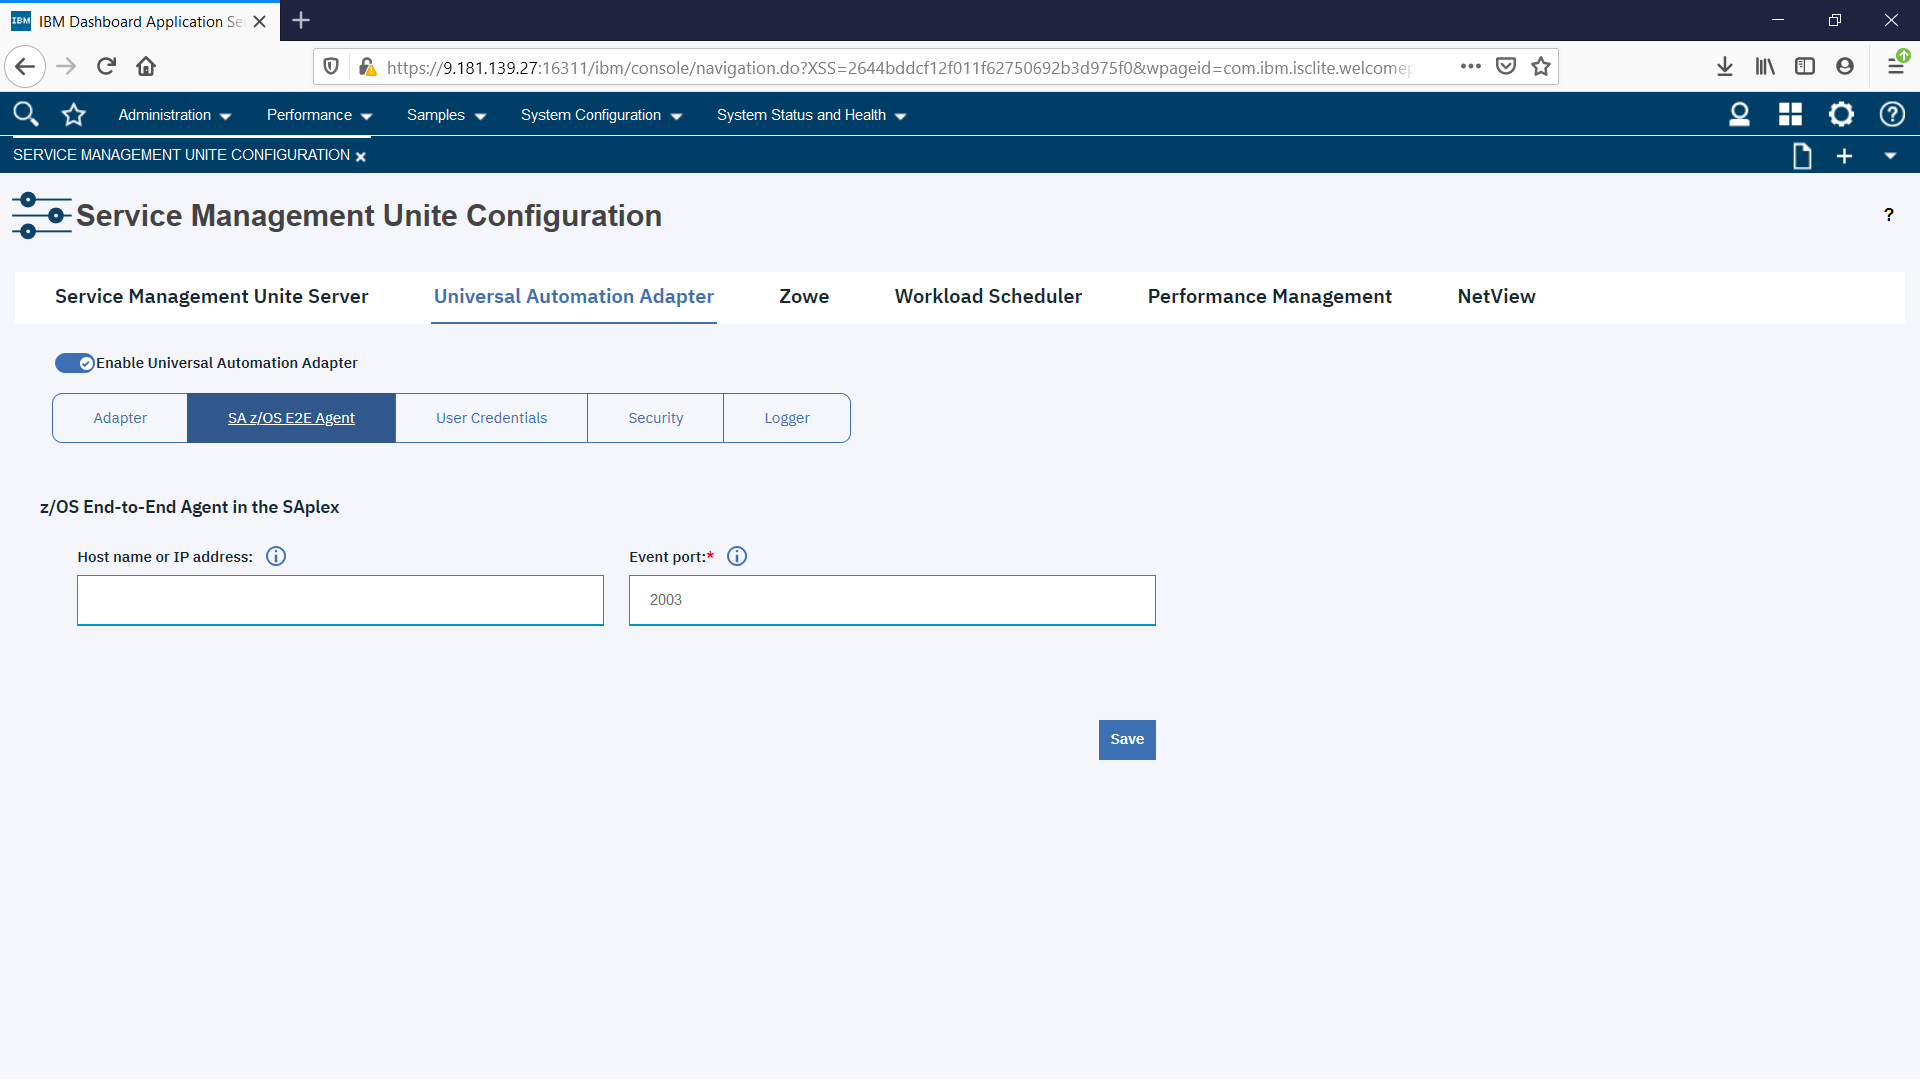 IBM Dashboard Application Se
https://9.181.139.27:16311/ibm/console/navigation.do?XSS=2644bddcf12f011f62750692b3d975f0&wpageid=com.ibm.isclite.welcomep
Administration Performance Samples System Configuration System Status and Health
SERVICE MANAGEMENT UNITE CONFIGURATION
Service Management Unite Configuration ?
Service Management Unite Server Universal Automation Adapter Zowe Workload Scheduler Performance Management NetView
Enable Universal Automation Adapter
Adapter SA z/OS E2E Agent User Credentials Security Logger
z/OS End-to-End Agent in the SAplex
Host name or IP address: Event port:*
2003
Save